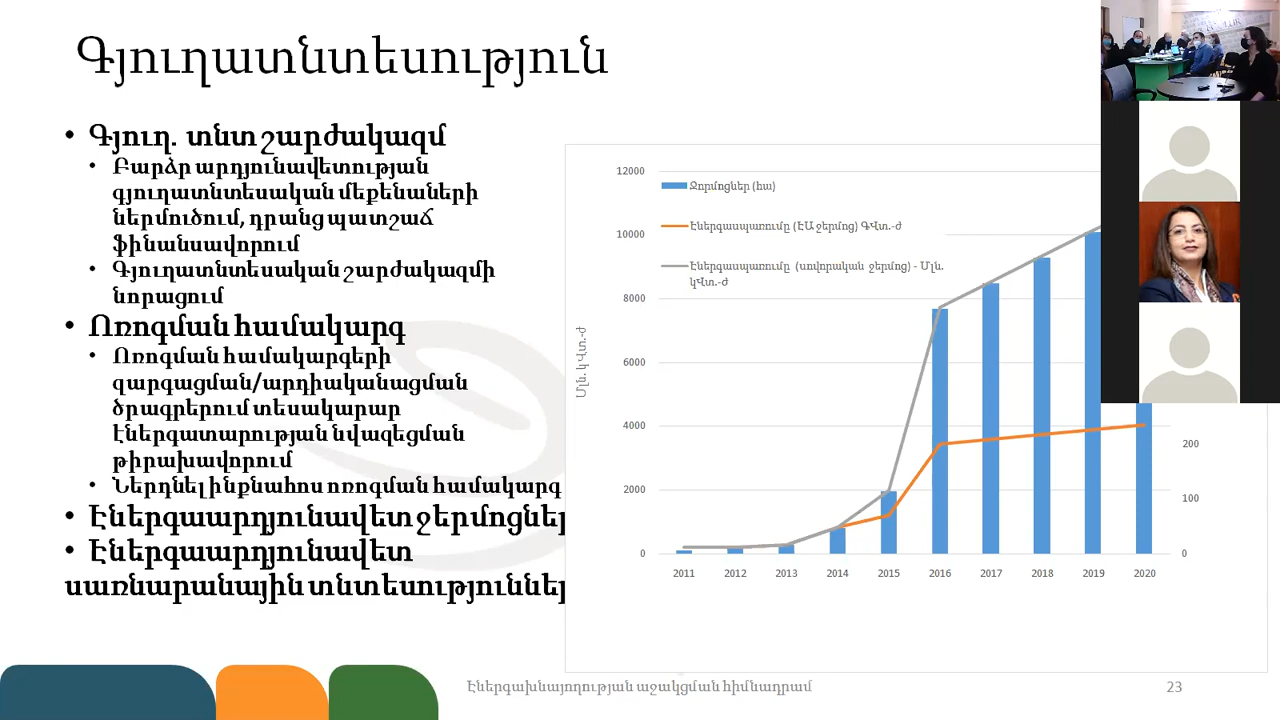 Գյուղատնտեսություն
• Գյուղ. տնտ շարժակազմ
• Բարձր արդյունավետության
գյուղատնտեսական մեքենաների
ներմուծում, դրանց պատշաճ
ֆինանսավորում
• Գյուղատնտեսական շարժակազմի
նորացում
• Ոռոգման համակարգ
• Ոռոգման համակարգերի
զարգացման/արդիականացման
ծրագրերում տեսակարար
էներգատարության նվազեցման
թիրախավորում
• Ներդնել ինքնահոս ոռոգման համակարգ
• Էներգաարդյունավետ ջերմոցներ
• Էներգաարդյունավետ
սառնարանային տնտեսություններ
12000
10000
8000
6000
4000
2000
0
Մլն. կՎտ.-ժ
Ջորմոցներ (հա)
Էներգասպառումը (ԷԱ ջերմոց) ԳՎտ.-ժ
Էներգասպառումը (սովորական ջերմոց) - Մլն.
կՎտ.-ժ
200
100
0
2011 2012 2013 2014 2015 2016 2017 2018 2019 2020
Էներգախնայողության աջակցման հիմնադրամ
23